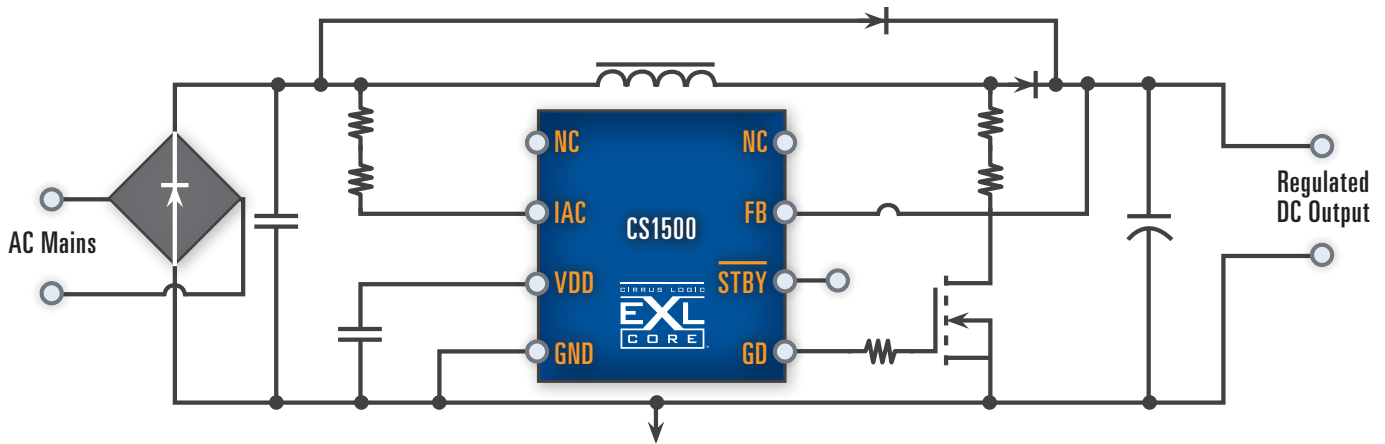 AC Mains
NC
IAC
VDD
GND
CS1500
CIRRUS LOGIC
EXL
CORE
NC
FB
STBY
GD
Regulated
DC Output